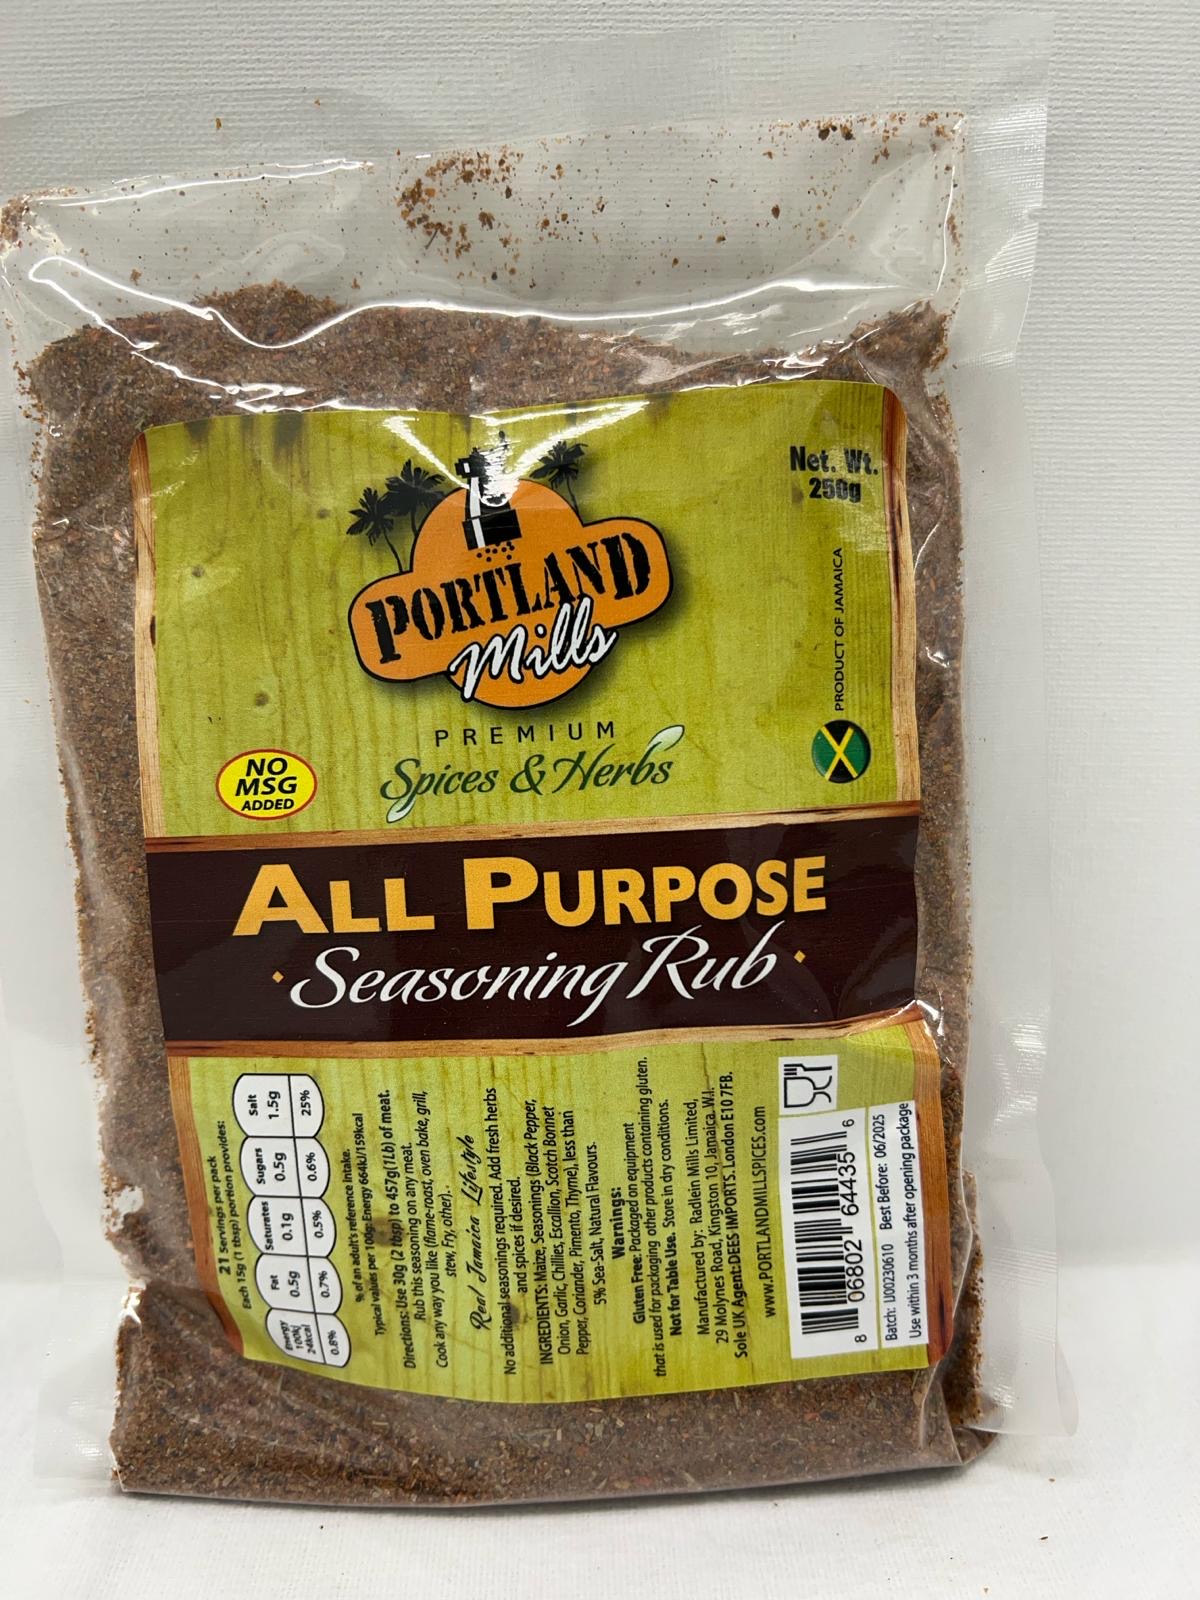 Net. Wt.
250g
PORTLAND
Mills
PREMIUM
Spices & Herbs
PRODUCT OF JAMAICA
NO
MSG
ADDED
ALL PURPOSE
Seasoning Rub
21 Servings per pack
Each 15g (1 tbsp) portion provides:
Energy
100kJ
24kcal
0.8%
Fat
0.5g
0.7%
Saturates
0.1g
0.5%
Sugars
0.5g
0.6%
Salt
1.5g
25%
% of an adult's reference intake.
Typical values per 100g: Energy 664kJ/159kcal
Directions: Use 30g (2 tbsp) to 457g (1Lb) of meat.
Rub this seasoning on any meat.
Cook any way you like (flame-roast, oven bake, grill,
stew, Fry, other)..
Real Jamaica Lifestyle
No additional seasonings required. Add fresh herbs
and spices if desired.
INGREDIENTS: Maize, Seasonings (Black Pepper,
Onion, Garlic, Chillies, Escallion, Scotch Bonnet
Pepper, Coriander, Pimento, Thyme), less than
5% Sea-Salt, Natural Flavours.
Warnings:
Gluten Free: Packaged on equipment
that is used for packaging other products containing gluten.
Not for Table Use. Store in dry conditions.
Manufactured by: Radlein Mills Limited,
29 Molynes Road, Kingston 10, Jamaica. W.I.
Sole UK Agent: DEES IMPORTS. London E10 7FB.
www.PORTLANDMILLSPICES.com
8 06802 64435 6
Batch: U00230610 Best Before: 06/2025
Use within 3 months after opening package